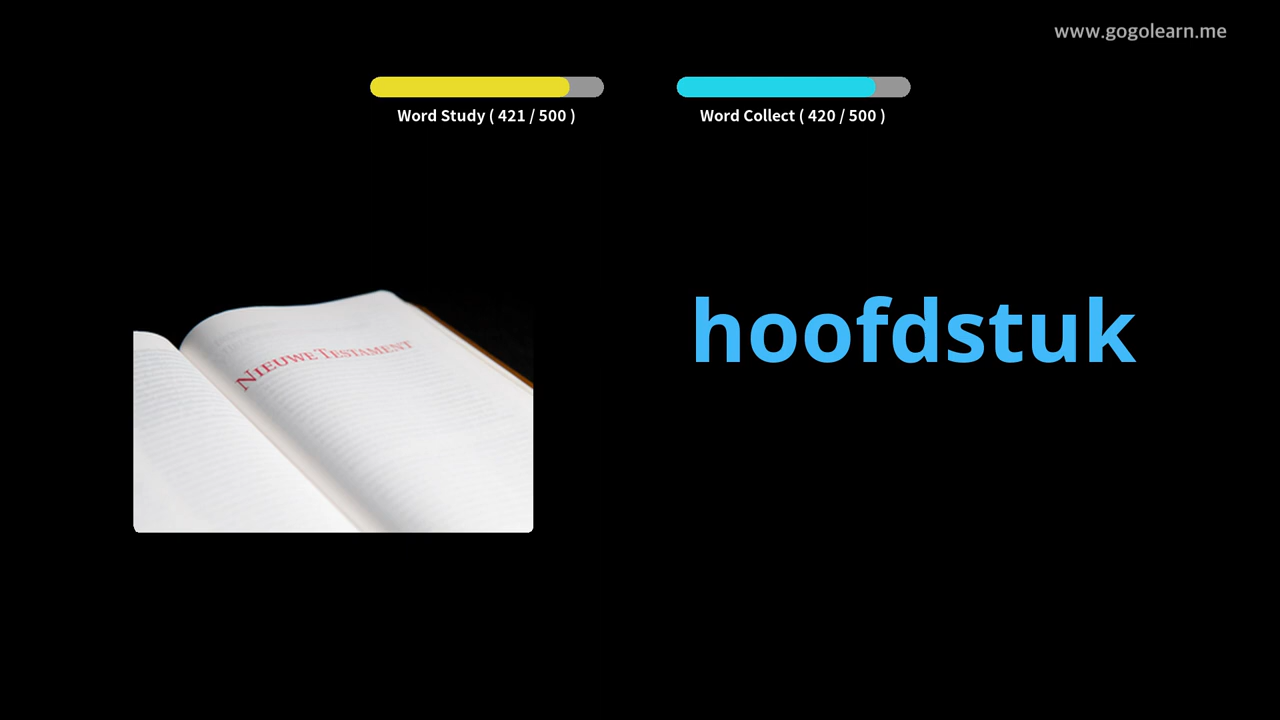 www.gogolearn.me
Word Study ( 421 / 500 )
Word Collect ( 420 / 500 )
hoofdstuk
NIEUWE TESTAMENT